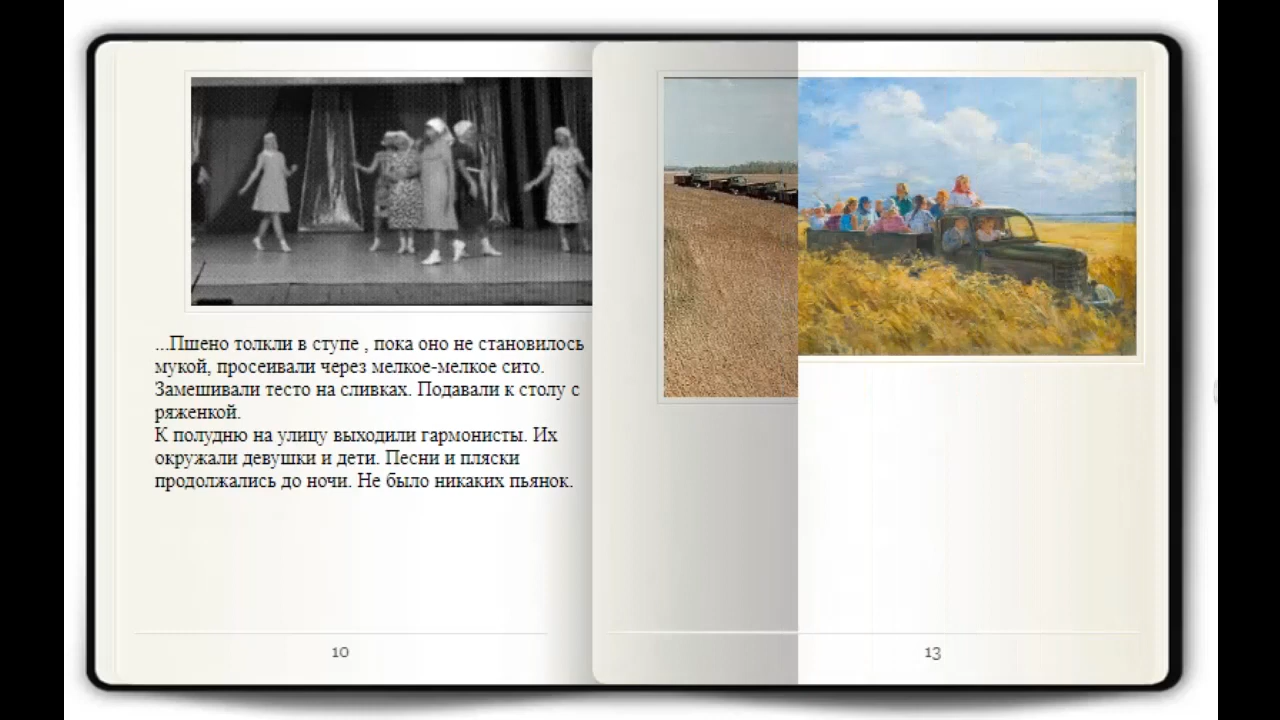 ...Пшено толкли в ступе , пока оно не становилось
мукой, просеивали через мелкое-мелкое сито.
Замешивали тесто на сливках. Подавали к столу с
ряженкой.
К полудню на улицу выходили гармонисты. Их
окружали девушки и дети. Песни и пляски
продолжались до ночи. Не было никаких пьянок.
10
13